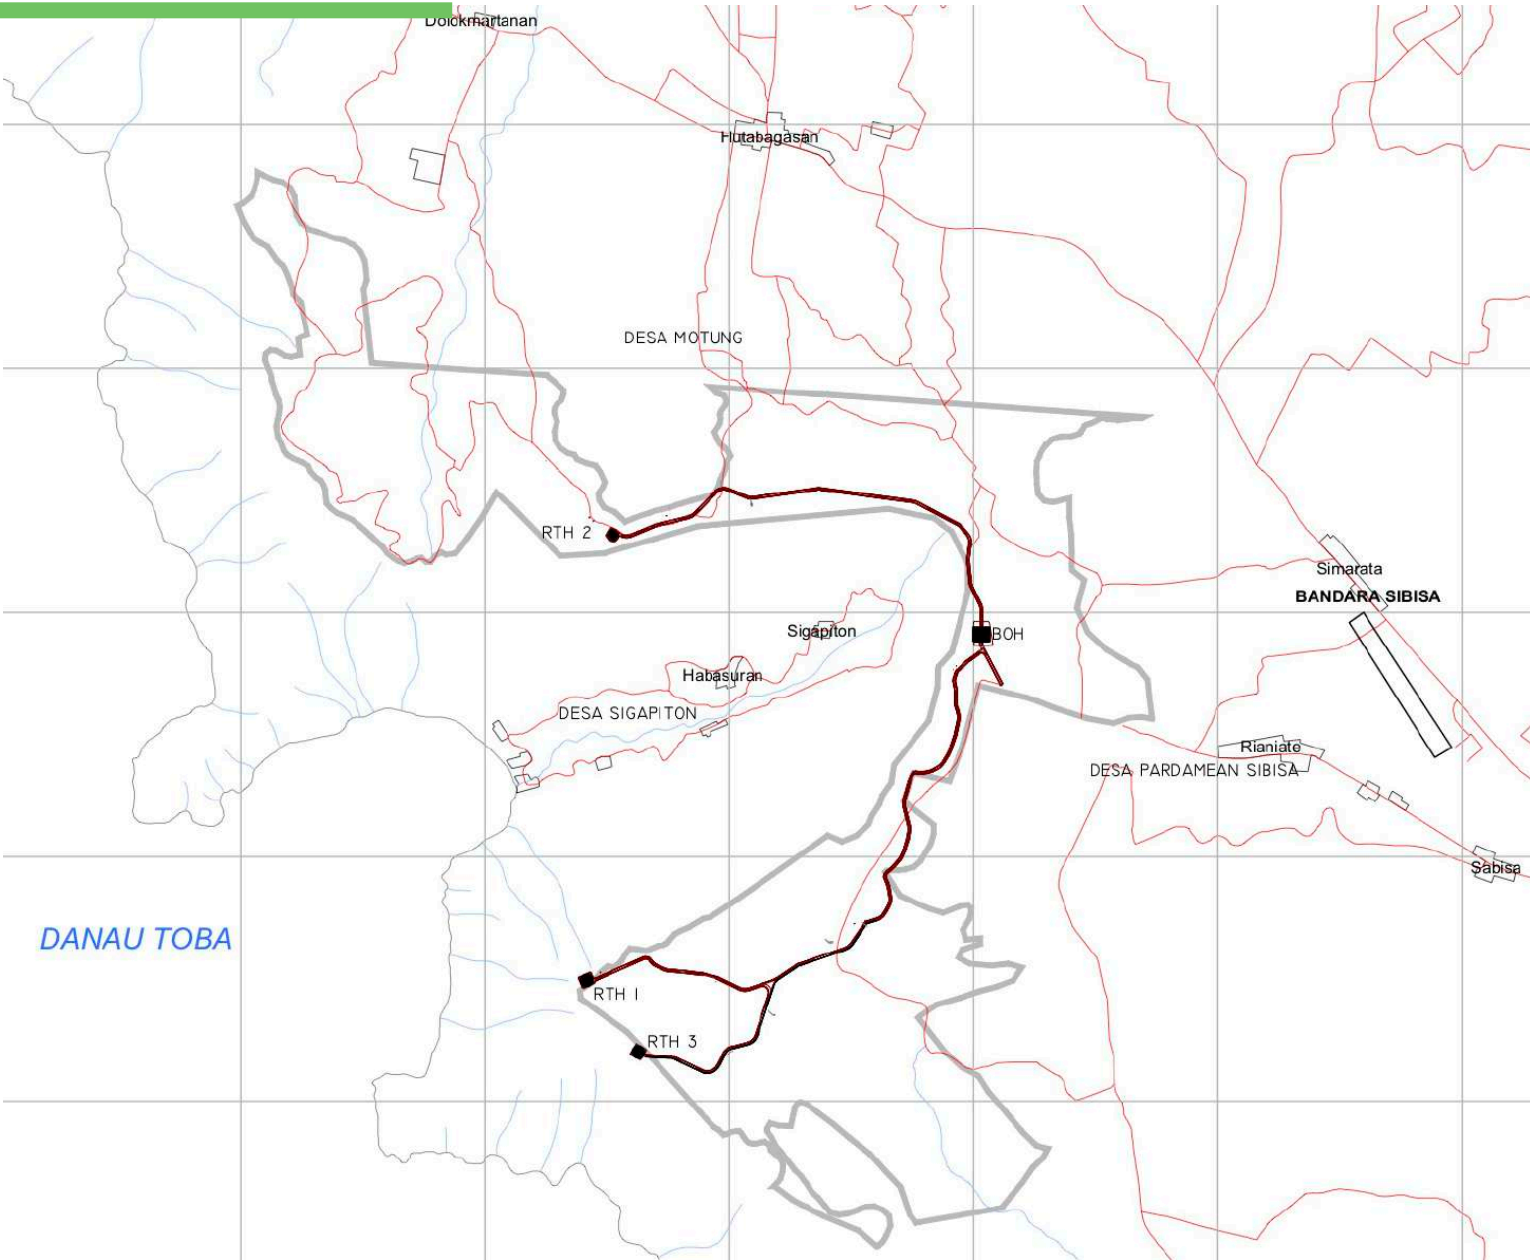 Dolokmartanan
Hutabagasan
DESA MOTUNG
RTH 2
Simarata
BANDARA SIBISA
Sigapiton
BOH
Habasuran
DESA SIGAPITON
Rianiate
DESA PARDAMEAN SIBISA
Sabisa
DANAU TOBA
RTH 1
RTH 3